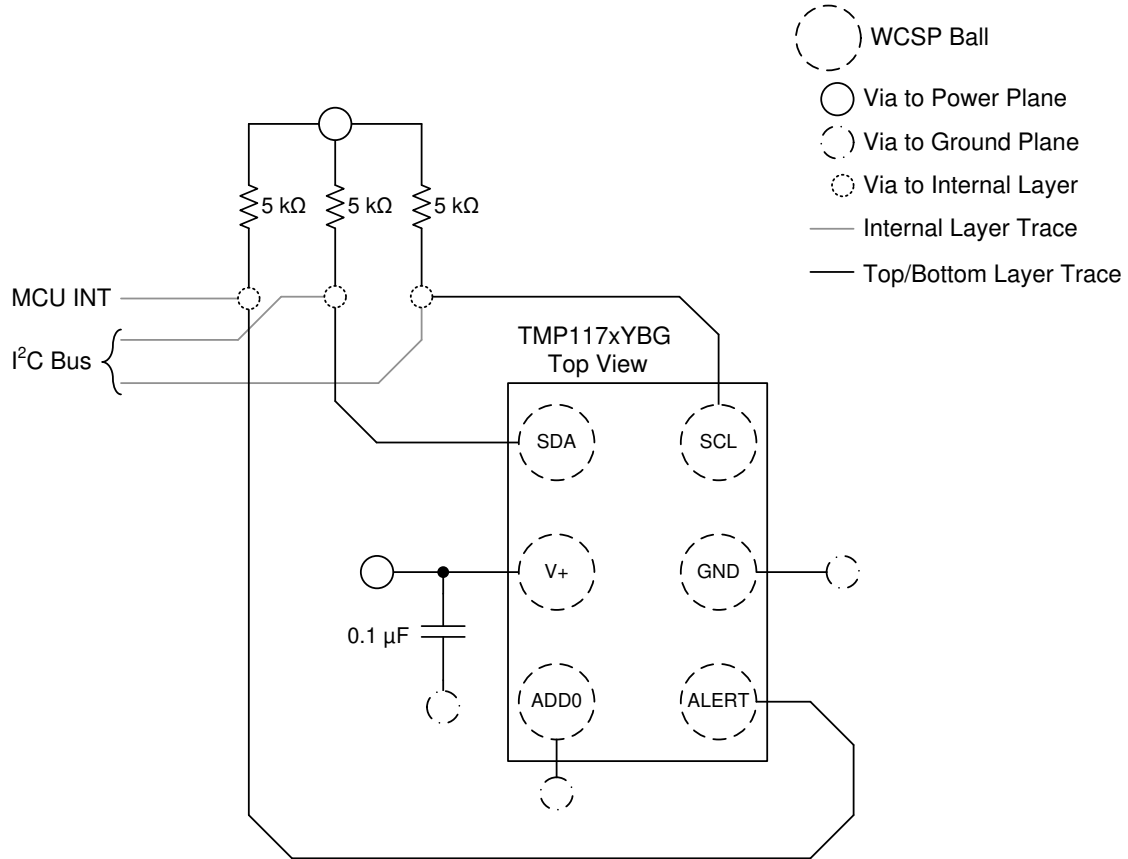 WCSP Ball
Via to Power Plane
Via to Ground Plane
Via to Internal Layer
Internal Layer Trace
Top/Bottom Layer Trace
5 kΩ
5 kΩ
5 kΩ
MCU INT
I²C Bus
TMP117xYBG
Top View
SDA
SCL
V+
GND
0.1 µF
ADD0
ALERT